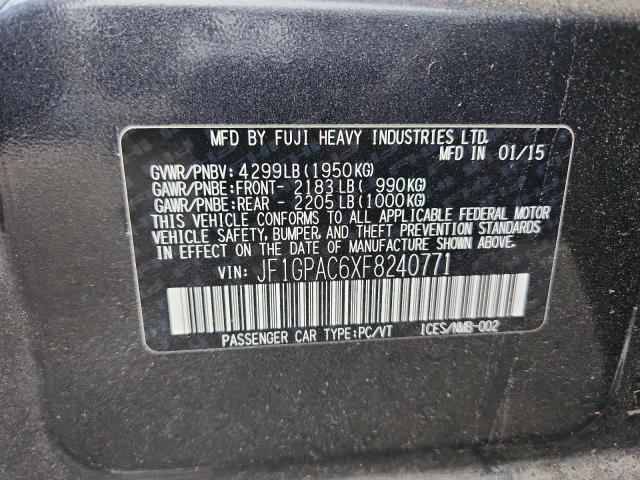 MFD BY FUJI HEAVY INDUSTRIES LTD.
MFD IN 01/15
GVWR/PNBV: 4299LB (1950KG)
GAWR/PNBE:FRONT- 2183LB ( 990KG)
GAWR/PNBE:REAR - 2205LB (1000KG)
THIS VEHICLE CONFORMS TO ALL APPLICABLE FEDERAL MOTOR
VEHICLE SAFETY, BUMPER, AND THEFT PREVENTION STANDARDS
IN EFFECT ON THE DATE OF MANUFACTURE SHOWN ABOVE.
VIN: JF1GPAC6XF8240771
PASSENGER CAR TYPE:PC/VT ICES/NMB-002